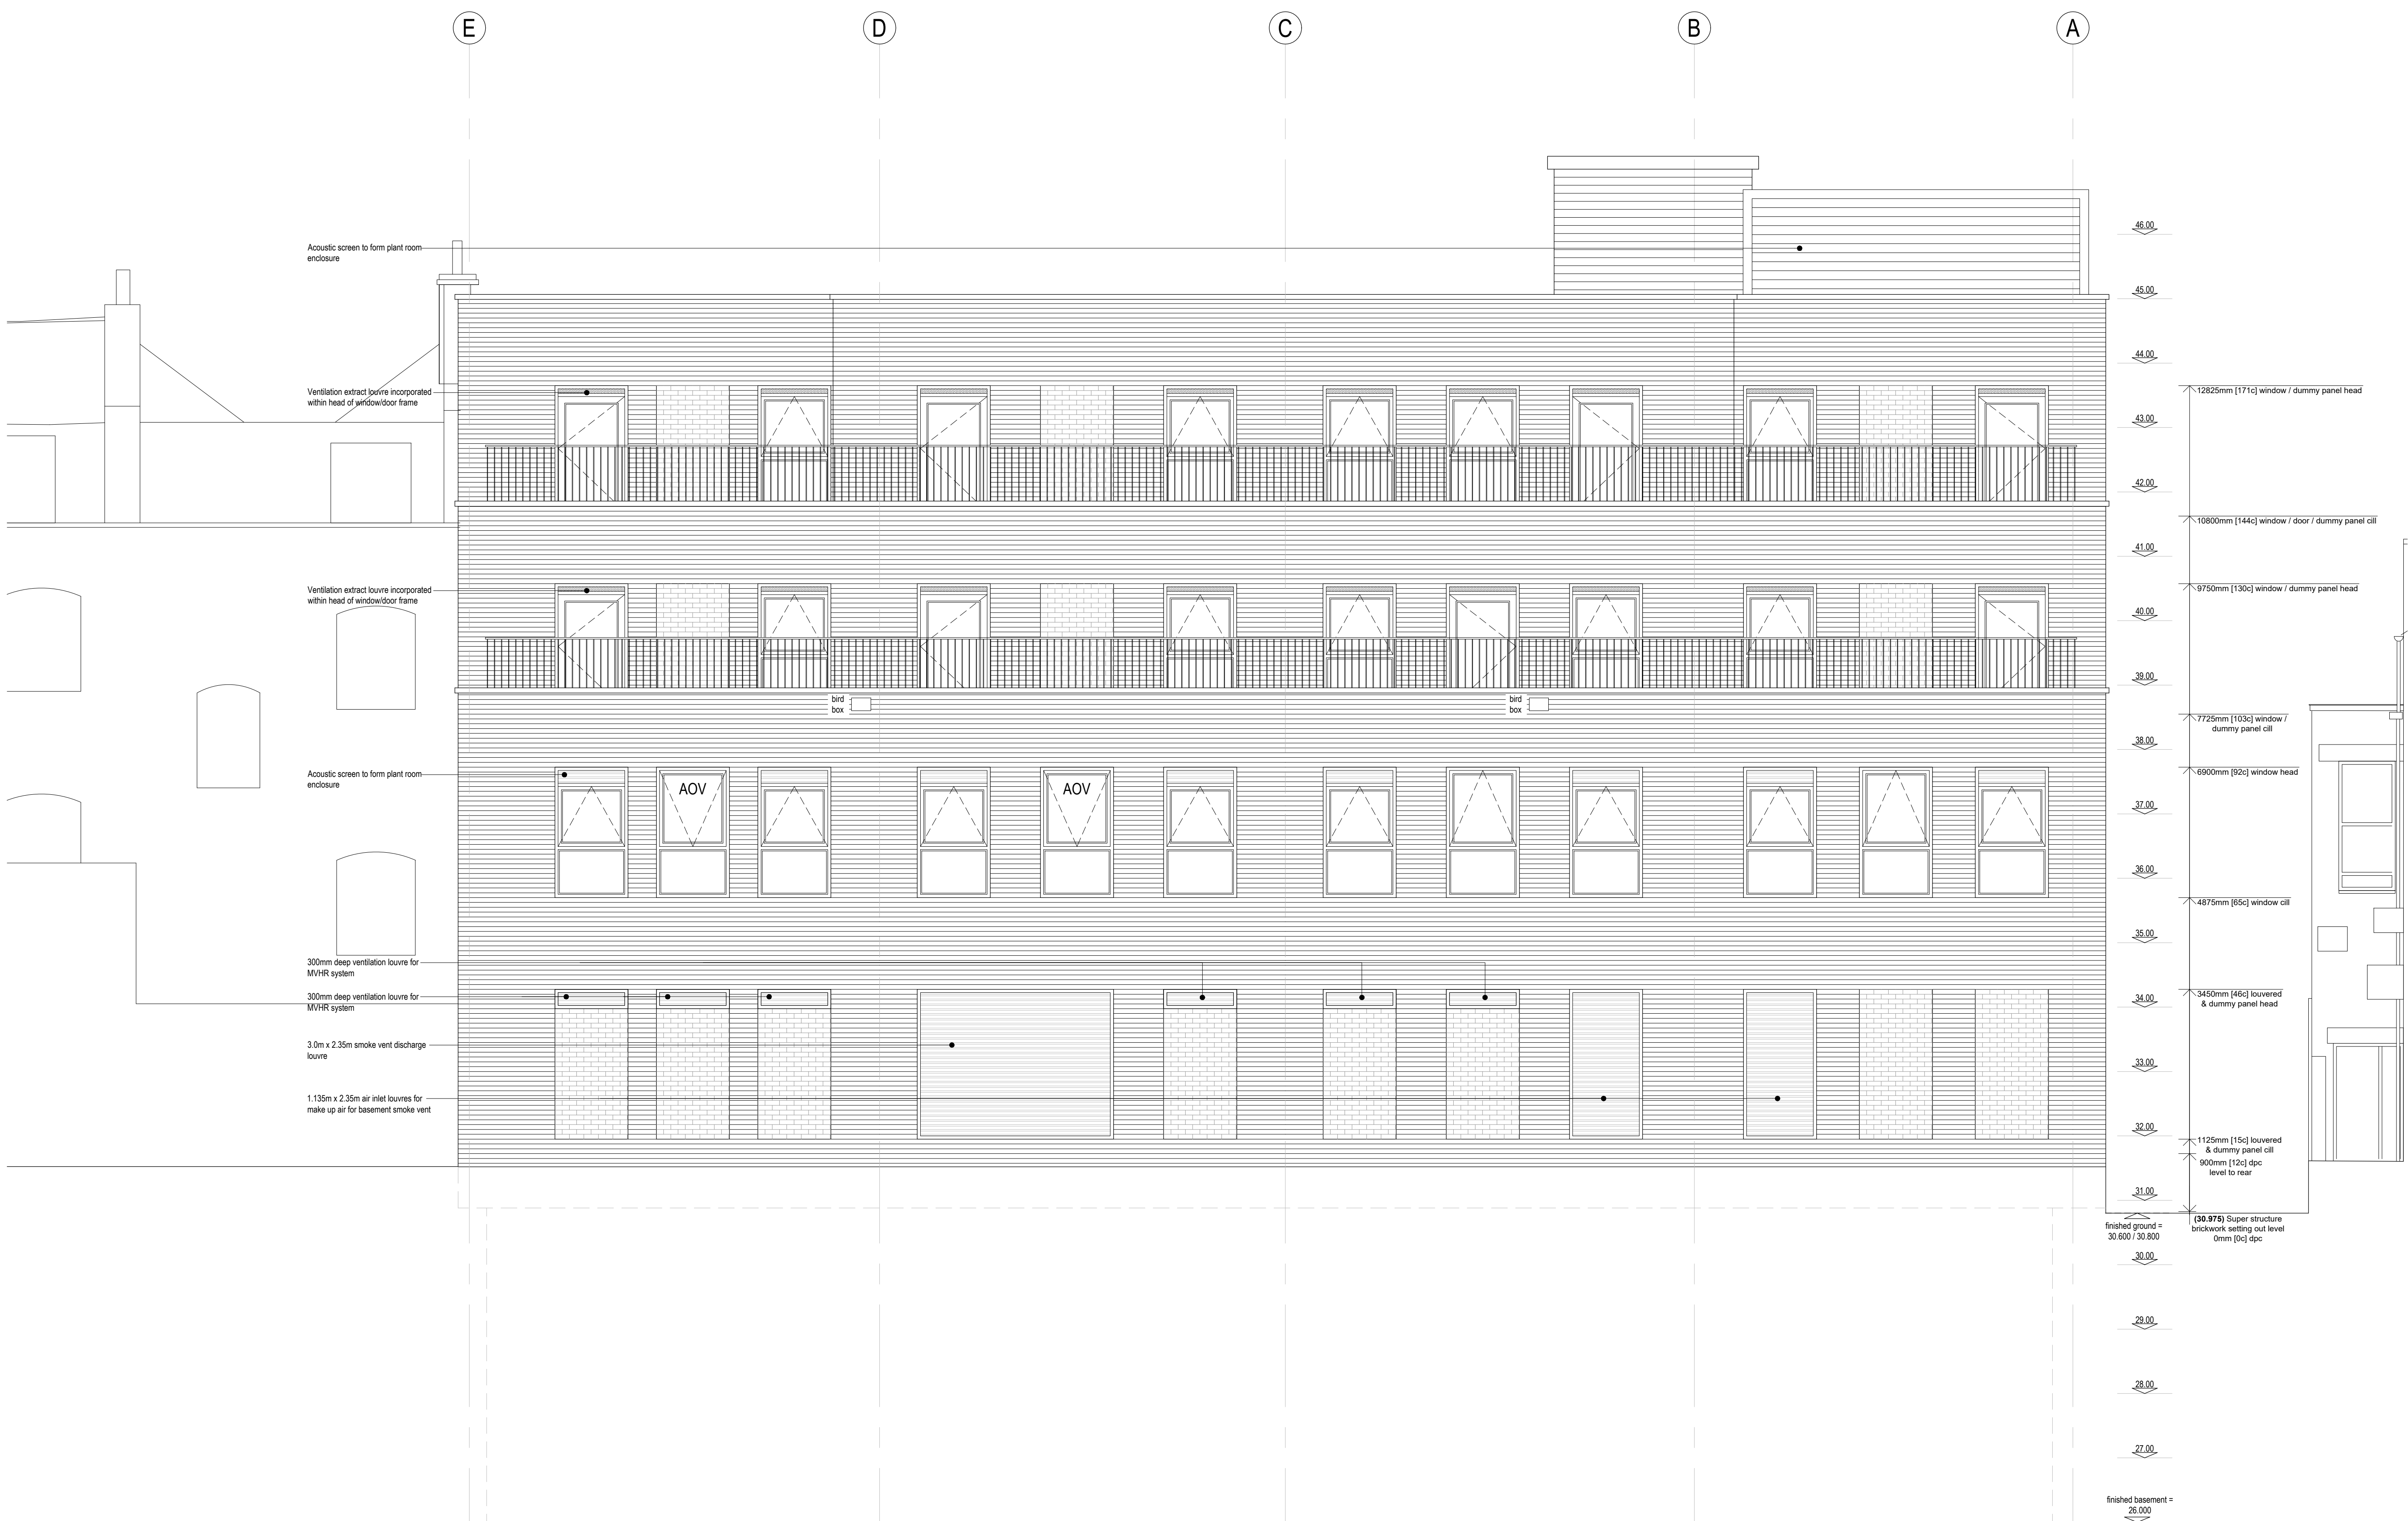 E
D
C
B
A
46.00
Acoustic screen to form plant room
enclosure
45.00
44.00
Ventilation extract louvre incorporated
within head of window/door frame
12825mm [171c] window / dummy panel head
43.00
42.00
10800mm [144c] window / door / dummy panel cill
41.00
Ventilation extract louvre incorporated
within head of window/door frame
9750mm [130c] window / dummy panel head
40.00
39.00
bird
box
bird
box
7725mm [103c] window /
dummy panel cill
38.00
Acoustic screen to form plant room
enclosure
6900mm [92c] window head
AOV
AOV
37.00
36.00
4875mm [65c] window cill
35.00
300mm deep ventilation louvre for
MVHR system
300mm deep ventilation louvre for
MVHR system
34.00
3450mm [46c] louvered
& dummy panel head
3.0m x 2.35m smoke vent discharge
louvre
33.00
1.135m x 2.35m air inlet louvres for
make up air for basement smoke vent
32.00
1125mm [15c] louvered
& dummy panel cill
900mm [12c] dpc
level to rear
31.00
finished ground =
30.600 / 30.800
(30.975) Super structure
brickwork setting out level
0mm [0c] dpc
30.00
29.00
28.00
27.00
finished basement =
26.000